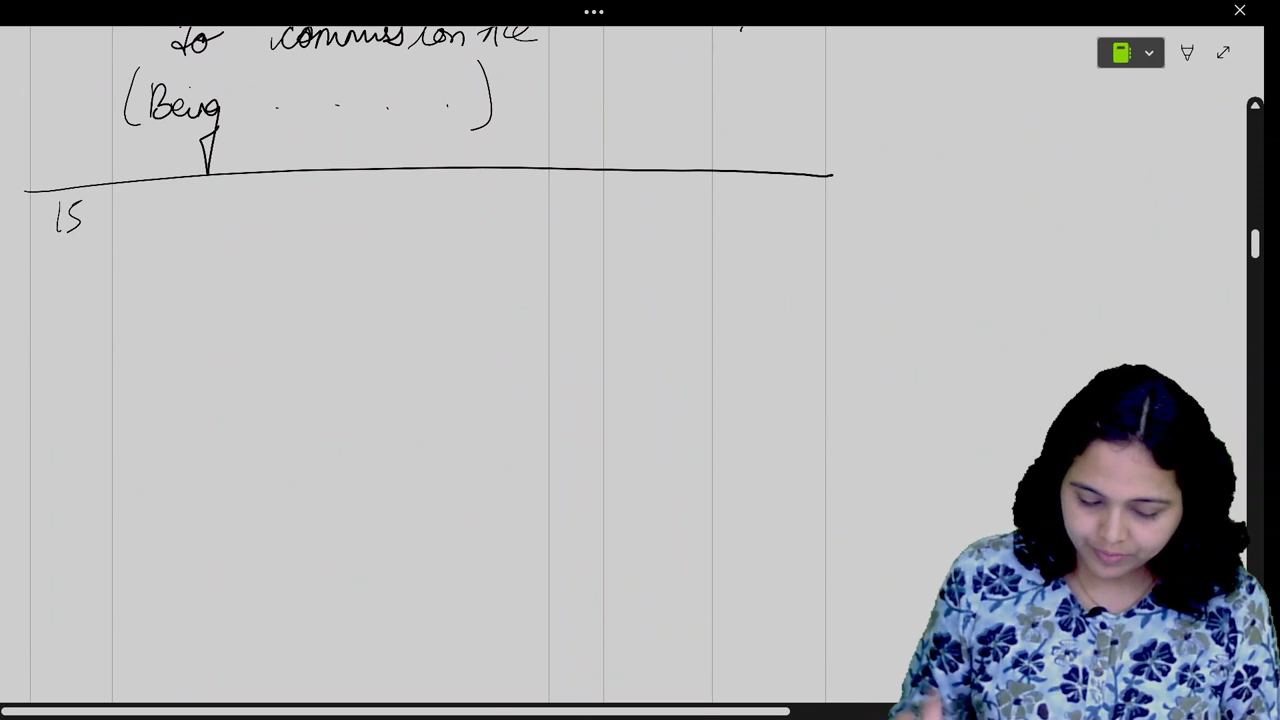 to commission A/c
(Being . . . . )
15